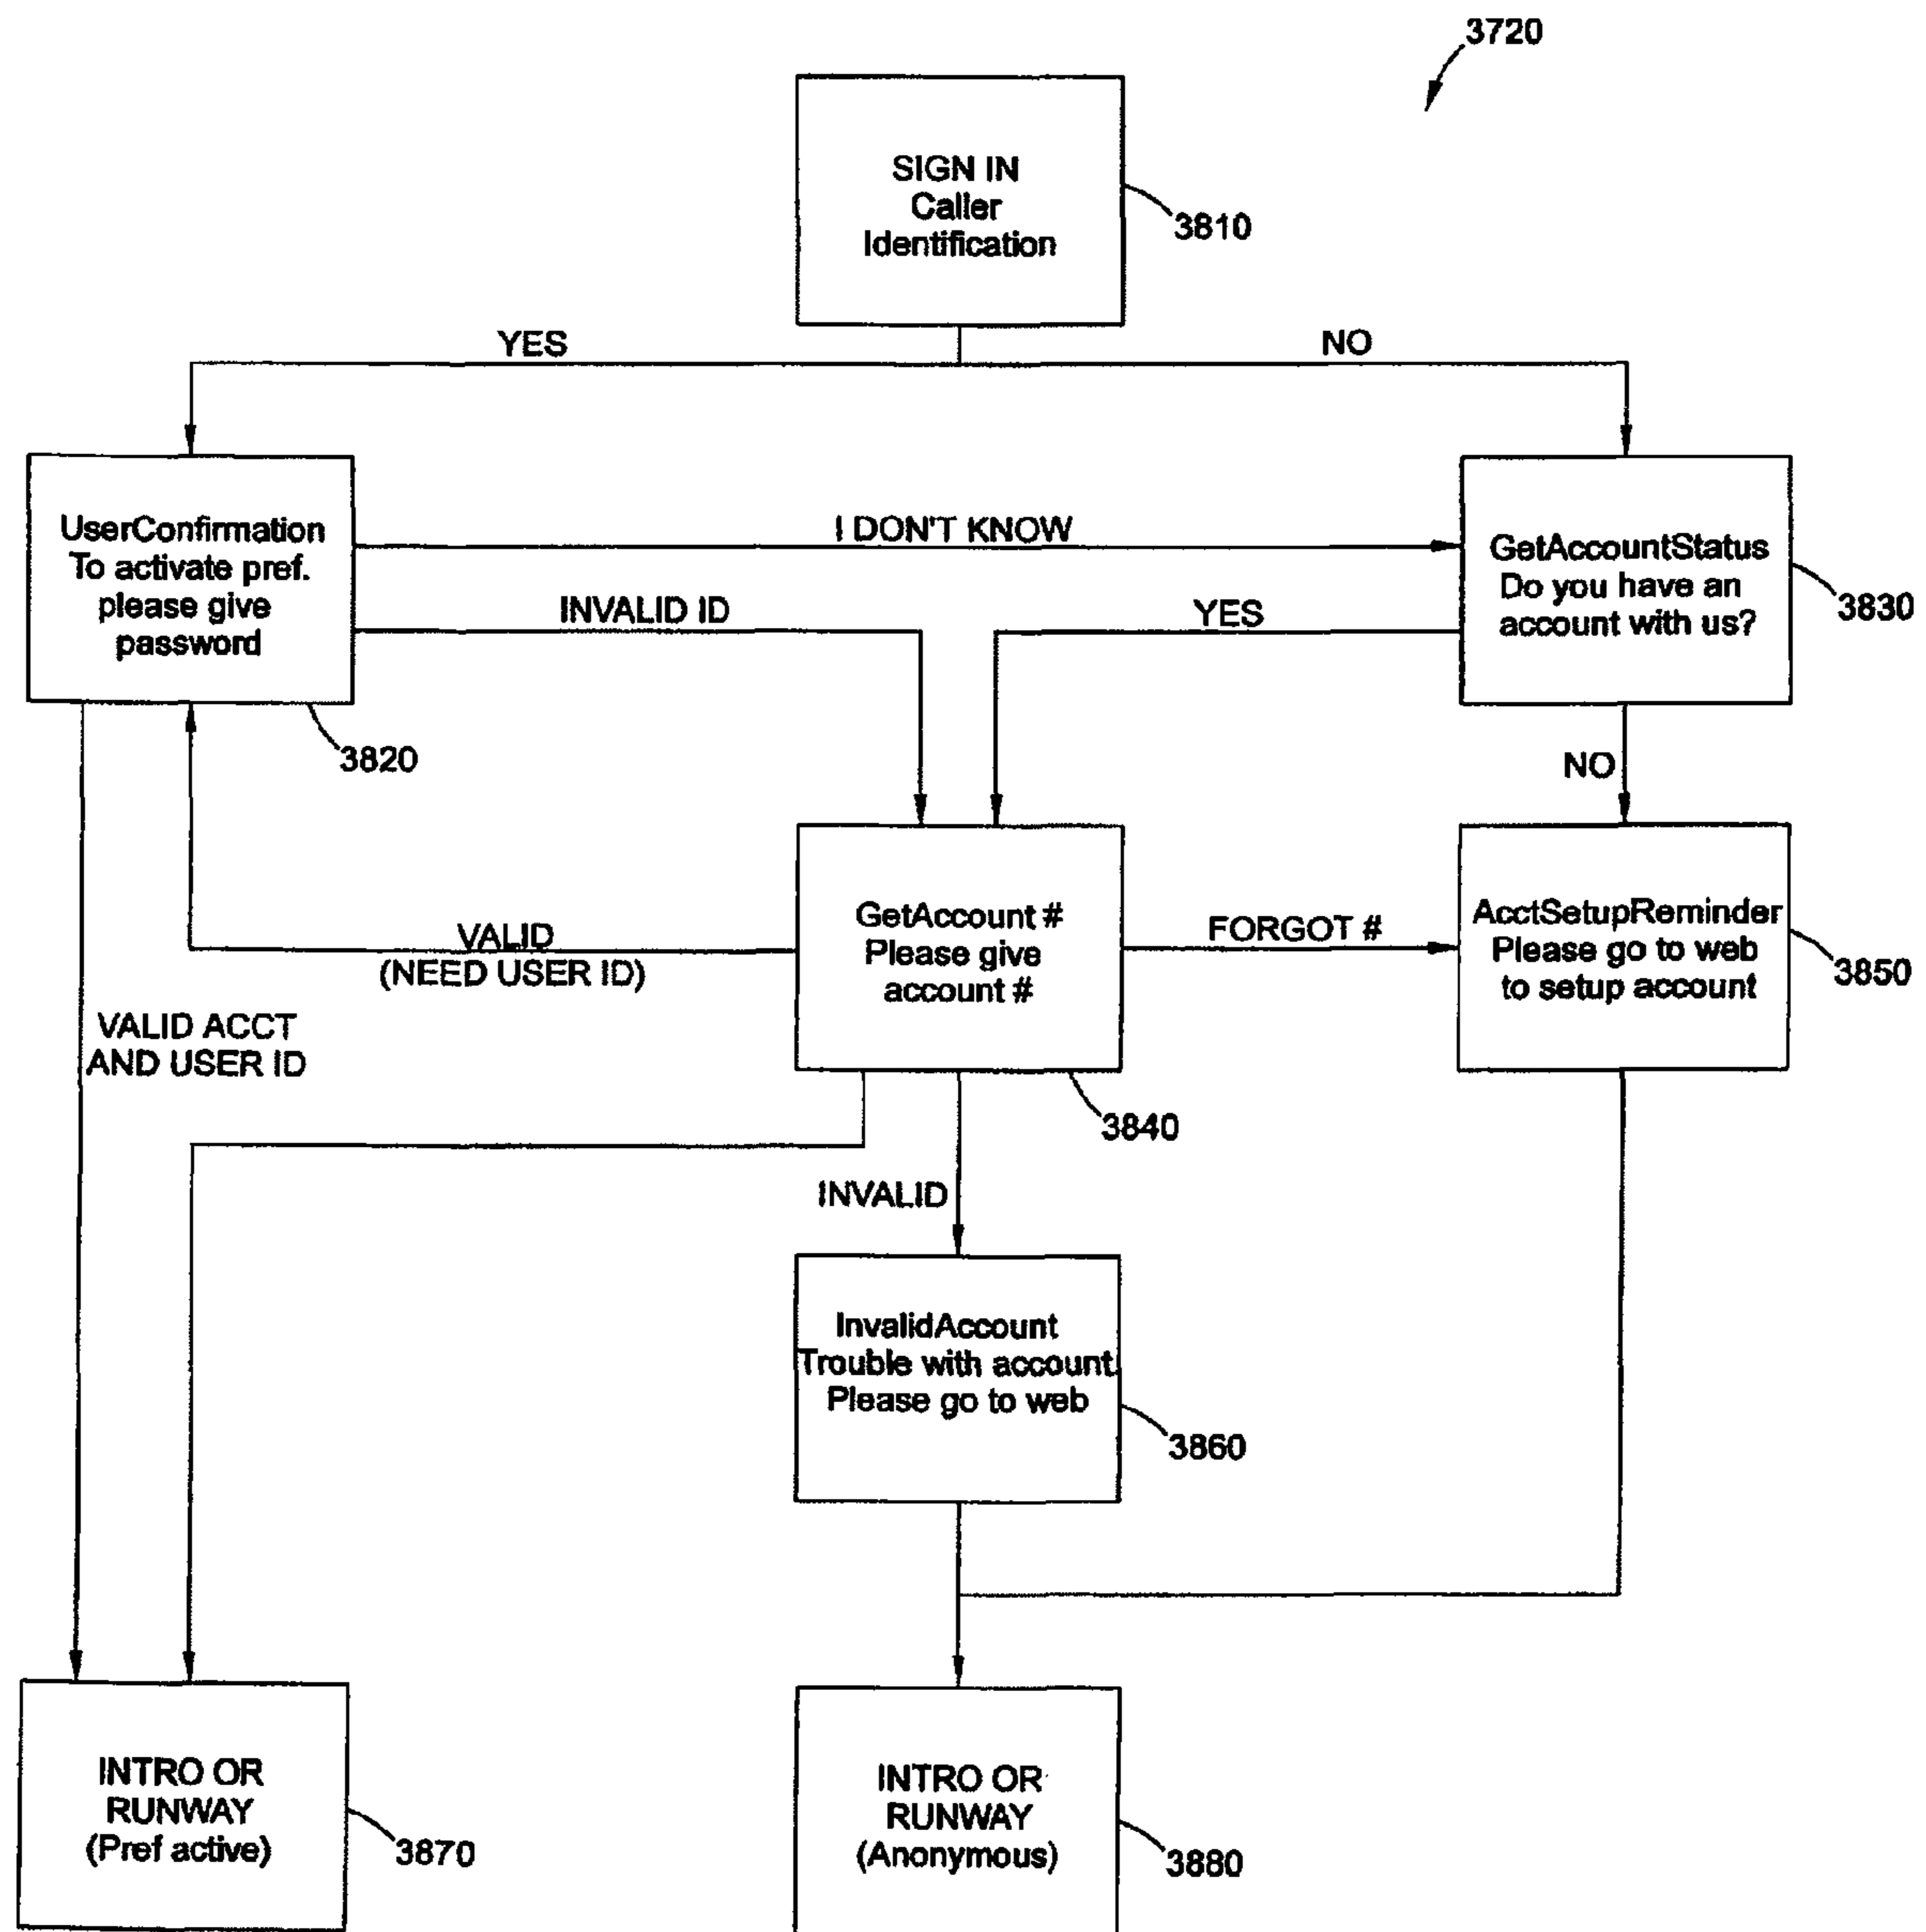 3720
SIGN IN
Caller
Identification
3810
YES
NO
UserConfirmation
To activate pref.
please give
password
3820
I DON'T KNOW
INVALID ID
YES
GetAccountStatus
Do you have an
account with us?
3830
NO
VALID
(NEED USER ID)
GetAccount #
Please give
account #
3840
FORGOT #
AcctSetupReminder
Please go to web
to setup account
3850
VALID ACCT
AND USER ID
INVALID
InvalidAccount
Trouble with account
Please go to web
3860
INTRO OR
RUNWAY
(Pref active)
3870
INTRO OR
RUNWAY
(Anonymous)
3880